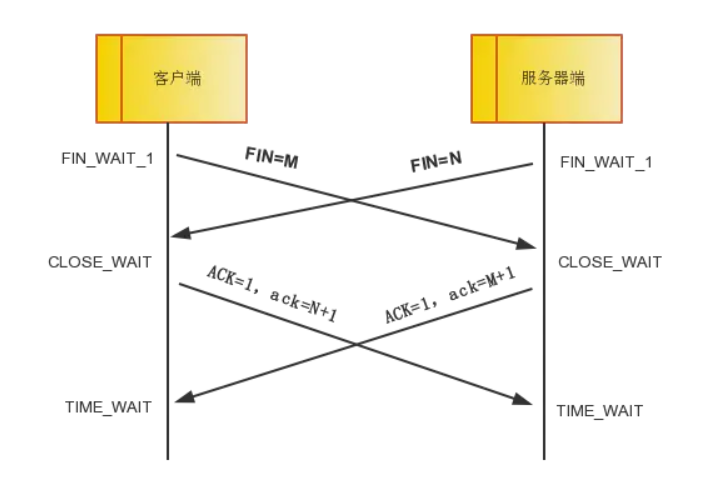 客户端
服务器端
FIN_WAIT_1
FIN=M
FIN=N
FIN_WAIT_1
CLOSE_WAIT
CLOSE_WAIT
ACK=1, ack=N+1
ACK=1, ack=M+1
TIME_WAIT
TIME_WAIT